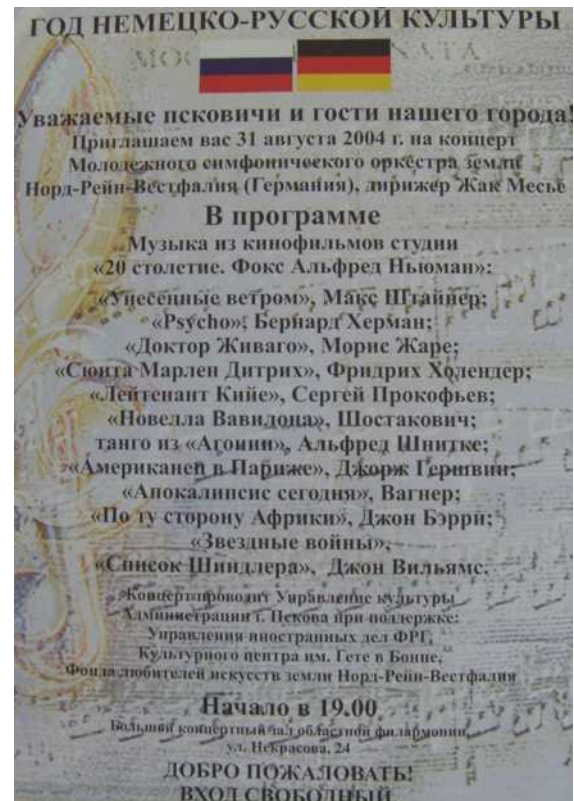 ГОД НЕМЕЦКО-РУССКОЙ КУЛЬТУРЫ
Уважаемые псковичи и гости нашего города!
Приглашаем вас 31 августа 2004 г. на концерт
Молодежного симфонического оркестра земли
Норд-Рейн-Вестфалия (Германия), дирижер Жак Месье
В программе
Музыка из кинофильмов студии
«20 столетие. Фокс Альфред Ньюман»:
«Унесенные ветром», Макс Штайнер;
«Psycho», Бернард Херман;
«Доктор Живаго», Морис Жаре;
«Сюита Марлен Дитрих», Фридрих Холендер;
«Лейтенант Кийе», Сергей Прокофьев;
«Новелла Вавилона», Шостакович;
танго из «Агонии», Альфред Шнитке;
«Американец в Париже», Джорж Гершвин;
«Апокалипсис сегодня», Вагнер;
«По ту сторону Африки», Джон Бэрри;
«Звездные войны»,
«Список Шиндлера», Джон Вильямс.
Концерт проводит Управление культуры
Администрации г. Пскова при поддержке:
Управления иностранных дел ФРГ,
Культурного центра им. Гете в Бонне,
Фонда любителей искусств земли Норд-Рейн-Вестфалия
Начало в 19.00
Большой концертный зал областной филармонии,
ул. Некрасова, 24
ДОБРО ПОЖАЛОВАТЬ!
ВХОД СВОБОДНЫЙ